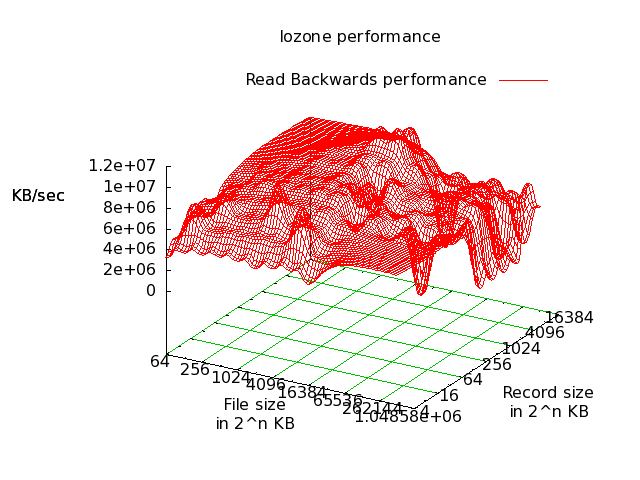 Iozone performance
Read Backwards performance
KB/sec
1.2e+07
1e+07
8e+06
6e+06
4e+06
2e+06
0
64
256
1024
4096
16384
65536
262144
1.04858e+06
File size
in 2^n KB
4
16
64
256
1024
4096
16384
Record size
in 2^n KB